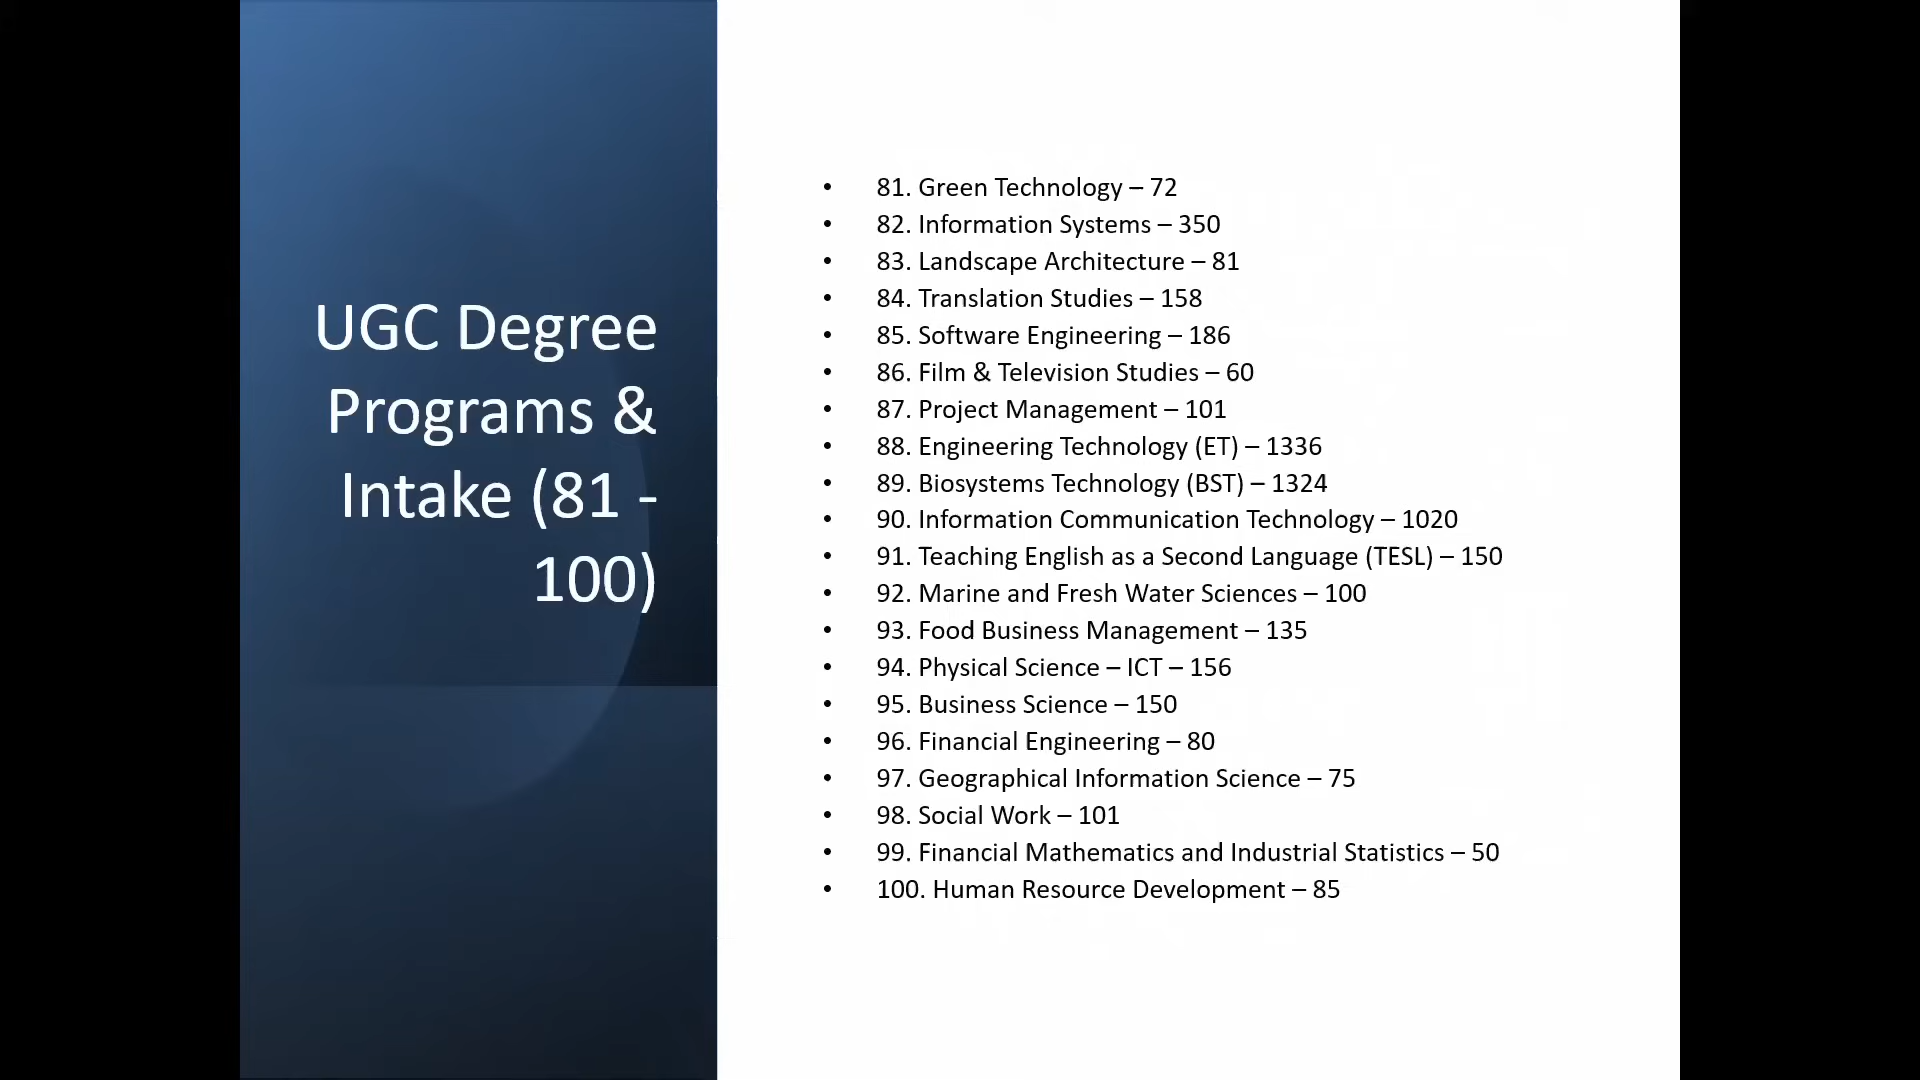 UGC Degree
Programs &
Intake (81 -
100)
• 81. Green Technology – 72
• 82. Information Systems – 350
• 83. Landscape Architecture – 81
• 84. Translation Studies – 158
• 85. Software Engineering – 186
• 86. Film & Television Studies – 60
• 87. Project Management – 101
• 88. Engineering Technology (ET) – 1336
• 89. Biosystems Technology (BST) – 1324
• 90. Information Communication Technology – 1020
• 91. Teaching English as a Second Language (TESL) – 150
• 92. Marine and Fresh Water Sciences – 100
• 93. Food Business Management – 135
• 94. Physical Science – ICT – 156
• 95. Business Science – 150
• 96. Financial Engineering – 80
• 97. Geographical Information Science – 75
• 98. Social Work – 101
• 99. Financial Mathematics and Industrial Statistics – 50
• 100. Human Resource Development – 85